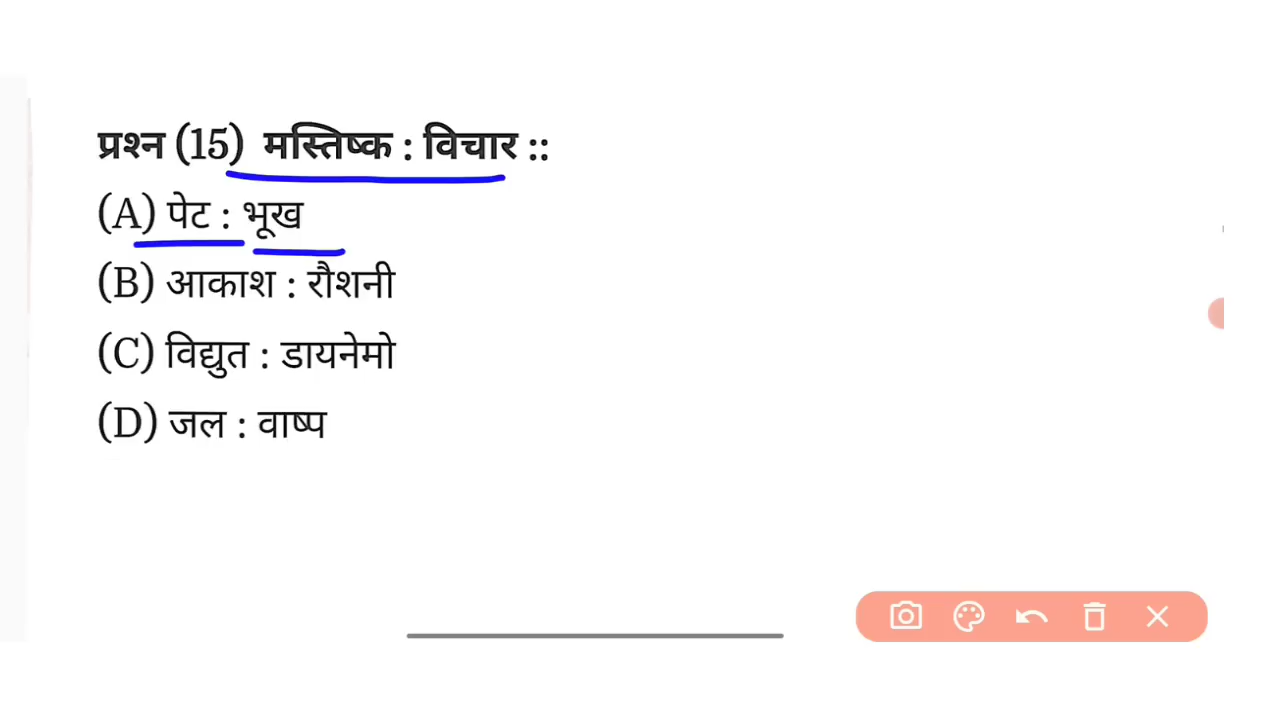 प्रश्न (15) मस्तिष्क : विचार ::
(A) पेट : भूख
(B) आकाश : रौशनी
(C) विद्युत : डायनेमो
(D) जल : वाष्प